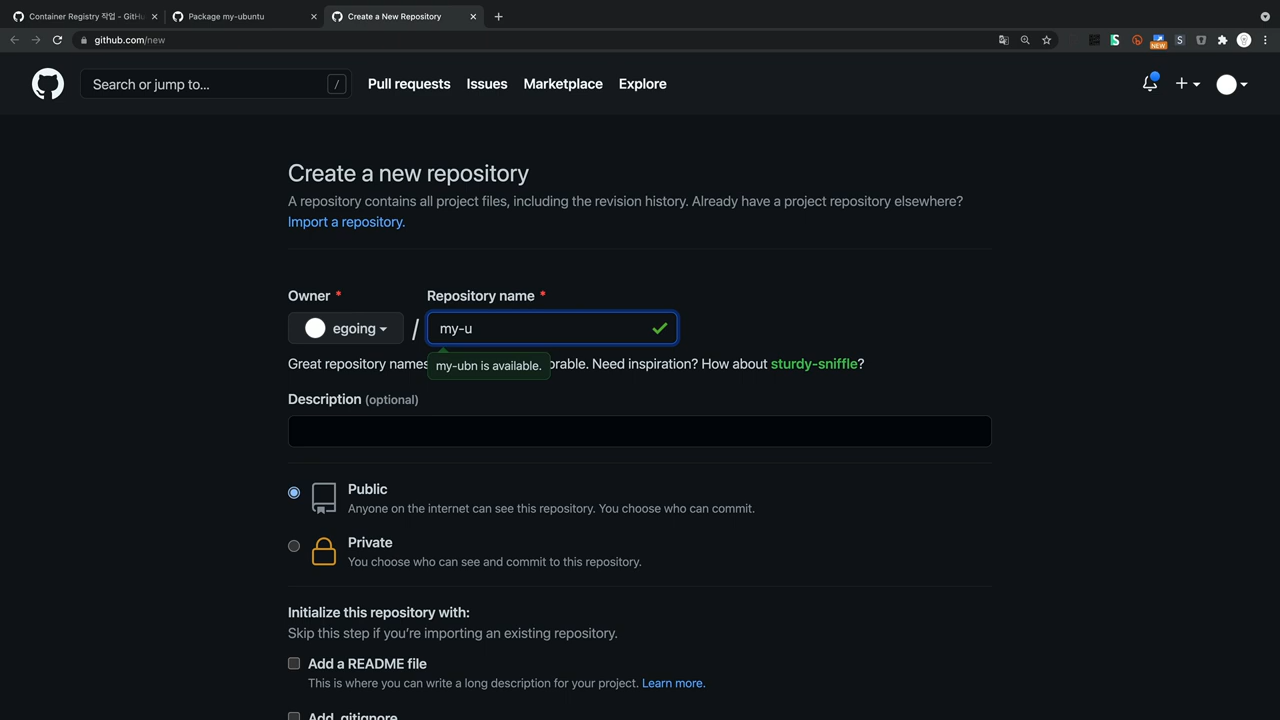 Container Registry 작업 - GitHu
Package my-ubuntu
Create a New Repository
github.com/new
NEW
S
S
Search or jump to...
/
Pull requests
Issues
Marketplace
Explore
Create a new repository
A repository contains all project files, including the revision history. Already have a project repository elsewhere?
Import a repository.
Owner *
Repository name *
egoing
/
my-u
Great repository names
orable. Need inspiration? How about sturdy-sniffle?
my-ubn is available.
Description (optional)
Public
Anyone on the internet can see this repository. You choose who can commit.
Private
You choose who can see and commit to this repository.
Initialize this repository with:
Skip this step if you're importing an existing repository.
Add a README file
This is where you can write a long description for your project. Learn more.
Add .gitignore